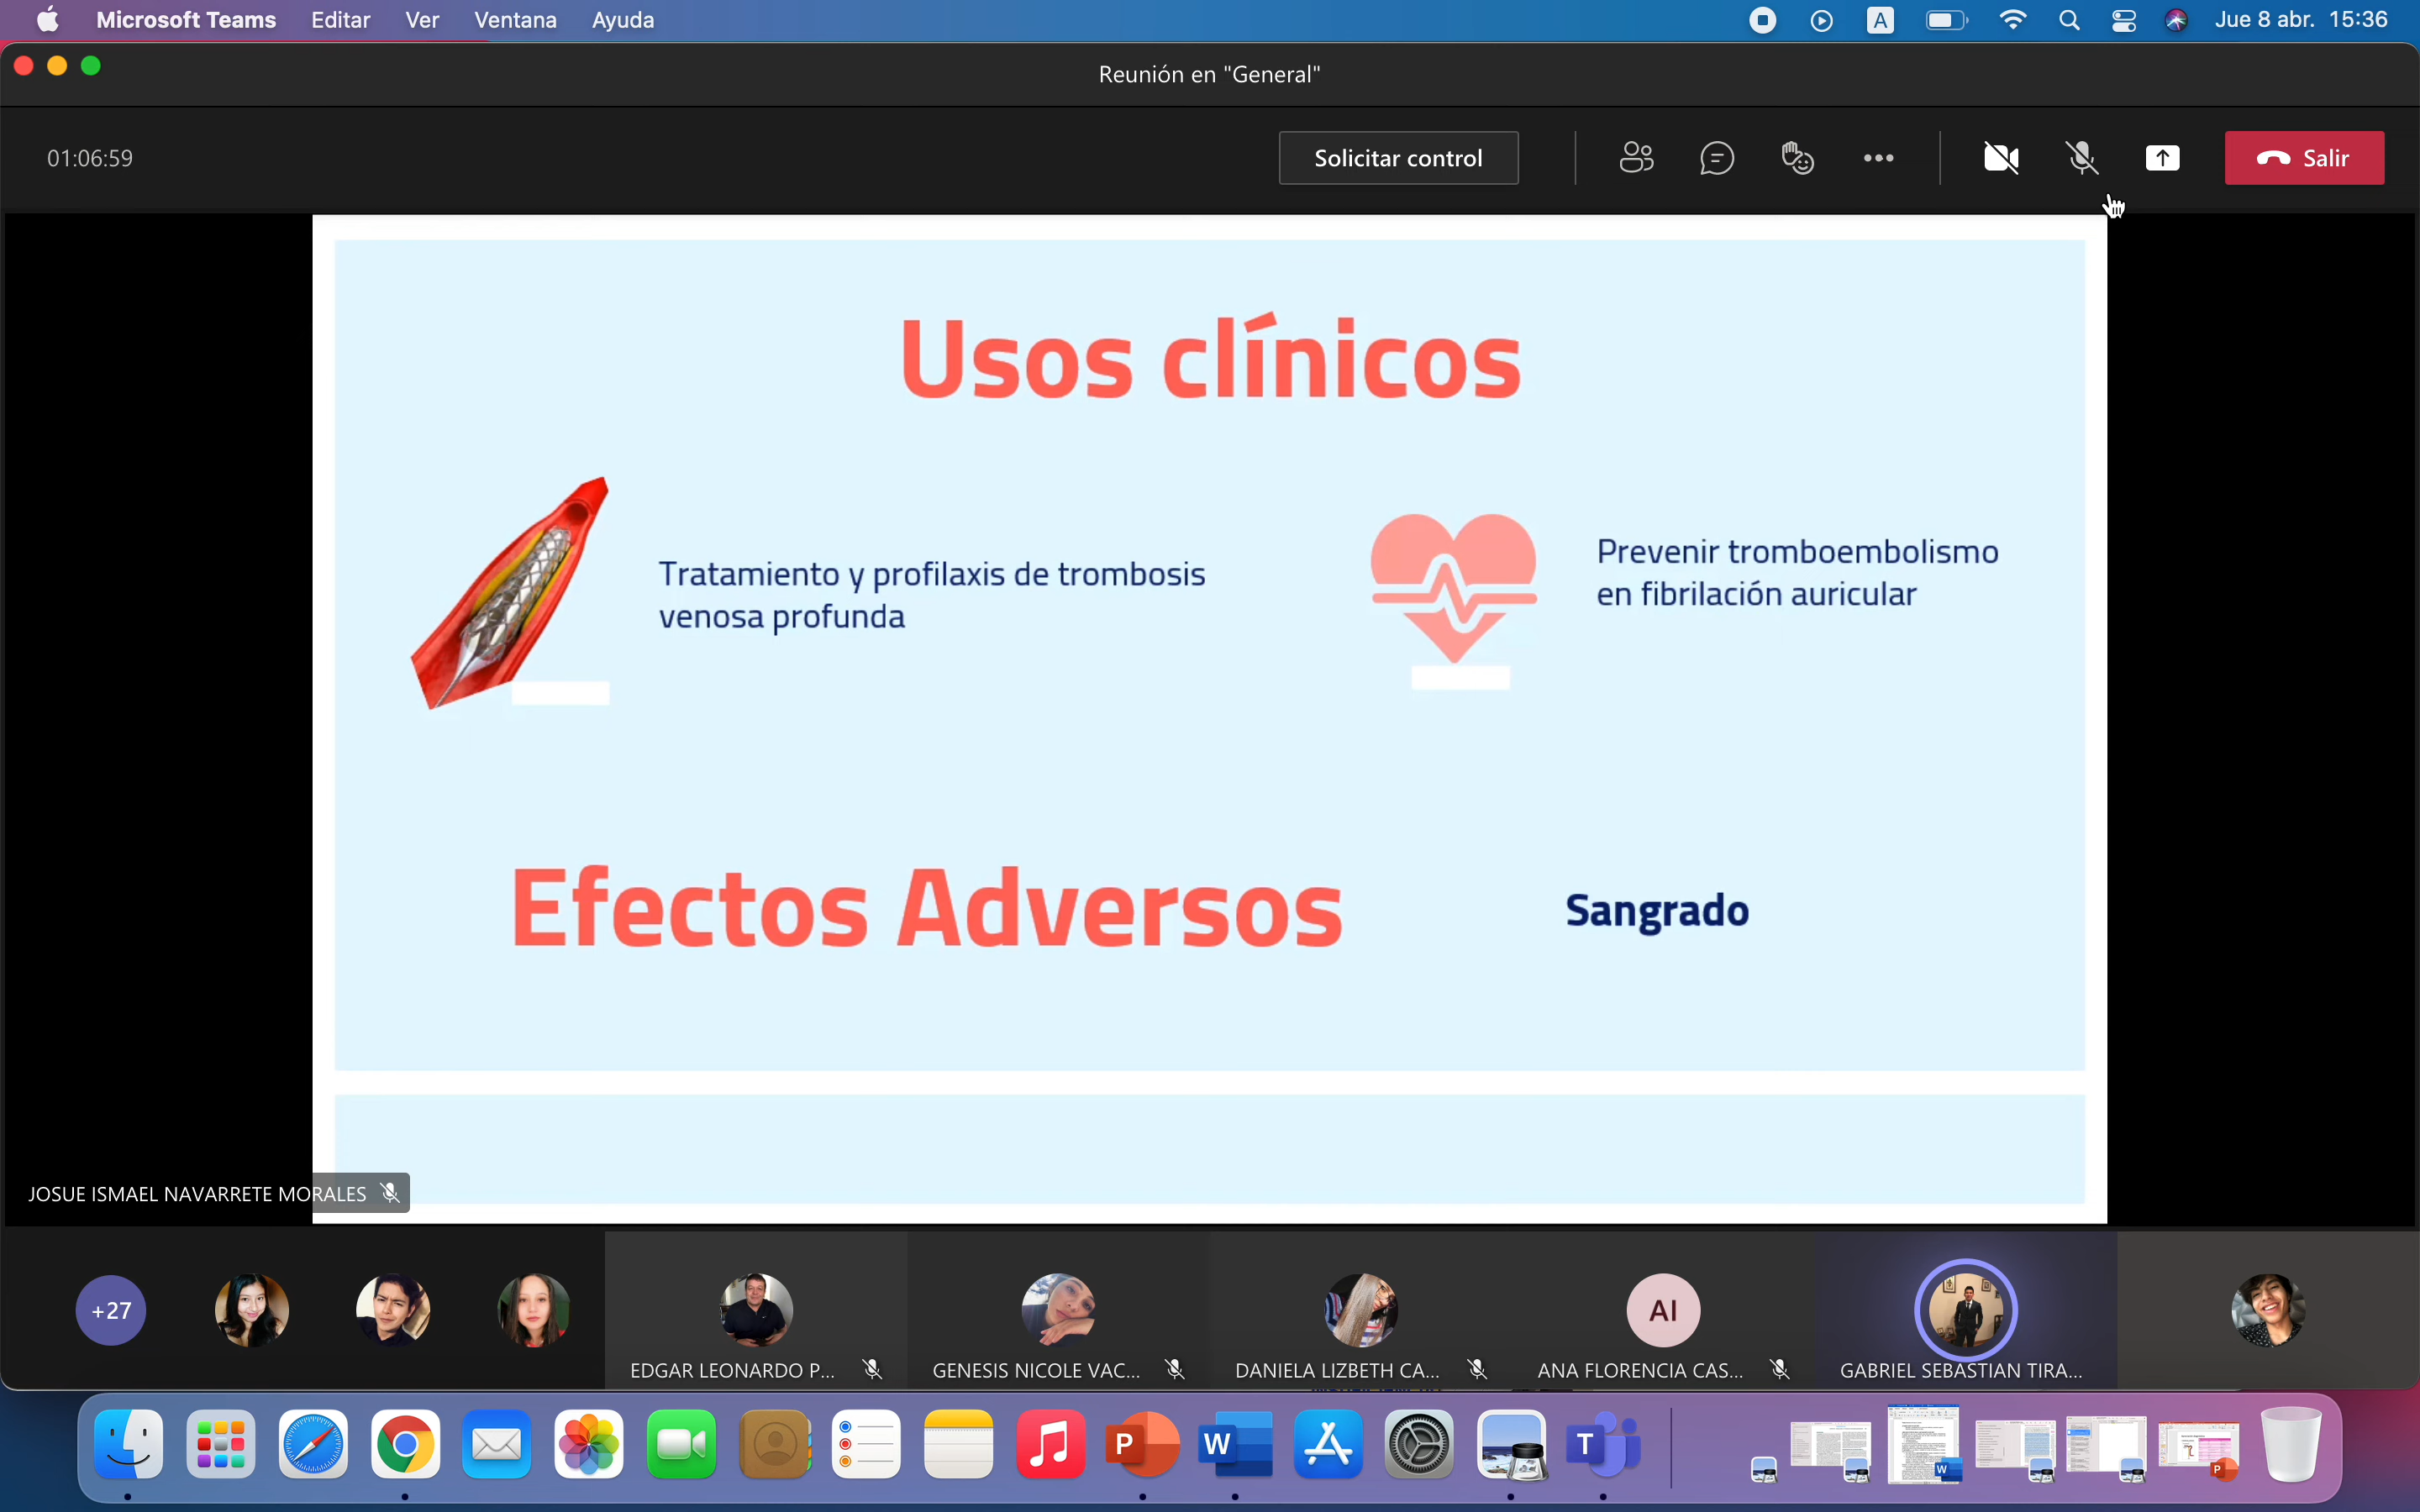 Microsoft Teams Editar Ver Ventana Ayuda
A
Jue 8 abr. 15:36
Reunión en "General"
01:06:59
Solicitar control
Salir
Usos clínicos
Tratamiento y profilaxis de trombosis
venosa profunda
Prevenir tromboembolismo
en fibrilación auricular
Efectos Adversos
Sangrado
JOSUE ISMAEL NAVARRETE MORALES
+27
AI
EDGAR LEONARDO P...
GENESIS NICOLE VAC...
DANIELA LIZBETH CA...
ANA FLORENCIA CAS...
GABRIEL SEBASTIAN TIRA...
P
W
T
W
P